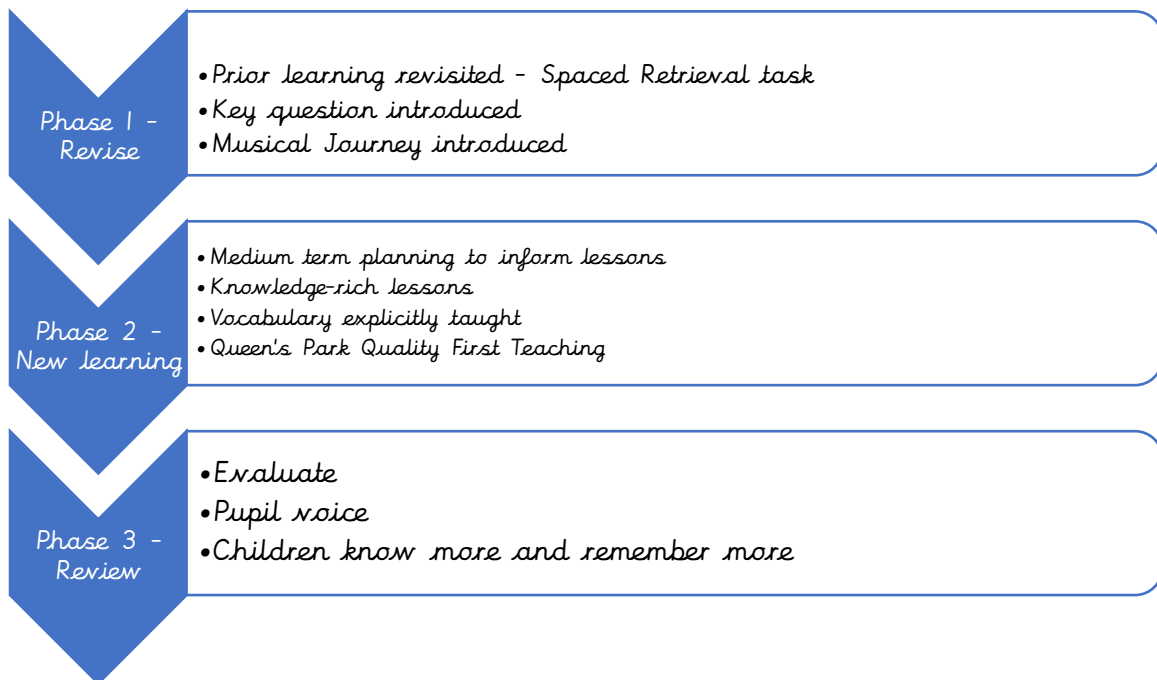 Phase 1 -
Revise
•Prior learning revisited - Spaced Retrieval task
•Key question introduced
•Musical Journey introduced
Phase 2 -
New learning
•Medium term planning to inform lessons
•Knowledge-rich lessons
•Vocabulary explicitly taught
•Queen's Park Quality First Teaching
Phase 3 -
Review
•Evaluate
•Pupil voice
•Children know more and remember more